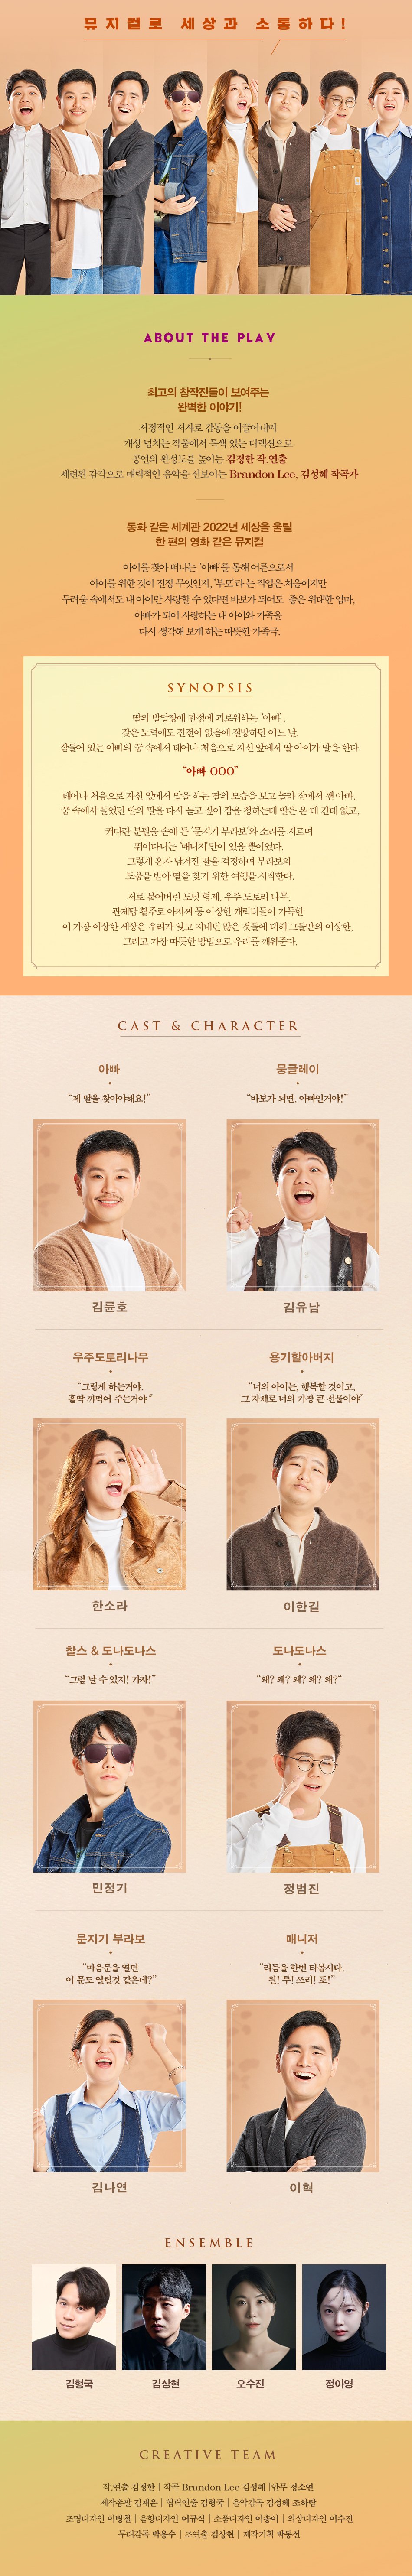 뮤지컬로 세상과 소통하다!
ABOUT THE PLAY
최고의 창작진들이 보여주는
완벽한 이야기!
서정적인 서사로 감동을 이끌어내며
개성 넘치는 작품에서 특색 있는 디렉션으로
공연의 완성도를 높이는 김정한 작.연출
세련된 감각으로 매력적인 음악을 선보이는 Brandon Lee, 김성혜 작곡가
동화 같은 세계관 2022년 세상을 울릴
한 편의 영화 같은 뮤지컬
아이를 찾아 떠나는 '아빠'를 통해 어른으로서
아이를 위한 것이 진정 무엇인지, '부모'라 는 직업은 처음이지만
두려움 속에서도 내 아이만 사랑할 수 있다면 바보가 되어도 좋은 위대한 엄마,
아빠가 되어 사랑하는 내 아이와 가족을
다시 생각해 보게 하는 따뜻한 가족극.
SYNOPSIS
딸의 발달장애 판정에 괴로워하는 '아빠'.
갖은 노력에도 진전이 없음에 절망하던 어느 날,
잠들어 있는 아빠의 꿈 속에서 태어나 처음으로 자신 앞에서 딸 아이가 말을 한다.
"아빠 OOO"
태어나 처음으로 자신 앞에서 말을 하는 딸의 모습을 보고 놀라 잠에서 깬 아빠.
꿈 속에서 들었던 딸의 말을 다시 듣고 싶어 잠을 청하는데 딸은 온 데 간데 없고,
커다란 분필을 손에 든 '문지기 부라보'와 소리를 지르며
뛰어다니는 '매니저'만이 있을 뿐이었다.
그렇게 혼자 남겨진 딸을 걱정하며 부라보의
도움을 받아 딸을 찾기 위한 여행을 시작한다.
서로 붙어버린 도넛 형제, 우주 도토리 나무,
관제탑 활주로 아저씨 등 이상한 캐릭터들이 가득한
이 가장 이상한 세상은 우리가 잊고 지내던 많은 것들에 대해 그들만의 이상한,
그리고 가장 따뜻한 방법으로 우리를 깨워준다.
CAST & CHARACTER
아빠
뭉글레이
"제 딸을 찾아야해요!"
"바보가 되면, 아빠인거야!"
김륜호
김유남
우주도토리나무
용기할아버지
"그렇게 하는거야.
홀딱 까먹어 주는거야"
"너의 아이는, 행복할 것이고,
그 자체로 너의 가장 큰 선물이야"
한소라
이한길
찰스 & 도나도나스
도나도나스
"그럼 날 수 있지! 가자!"
"왜? 왜? 왜? 왜? 왜?"
민정기
정범진
문지기 부라보
매니저
"마음문을 열면
이 문도 열릴것 같은데?"
"리듬을 한번 타봅시다.
원! 투! 쓰리! 포!"
김나연
이혁
ENSEMBLE
김형국
김상현
오수진
정아영
CREATIVE TEAM
작.연출 김정한 | 작곡 Brandon Lee 김성혜 | 안무 정소연
제작총괄 김재은 | 협력연출 김형국 | 음악감독 김성혜 조하람
조명디자인 이병철 | 음향디자인 어규식 | 소품디자인 이송이 | 의상디자인 이수진
무대감독 박용수 | 조연출 김상현 | 제작기획 박동선